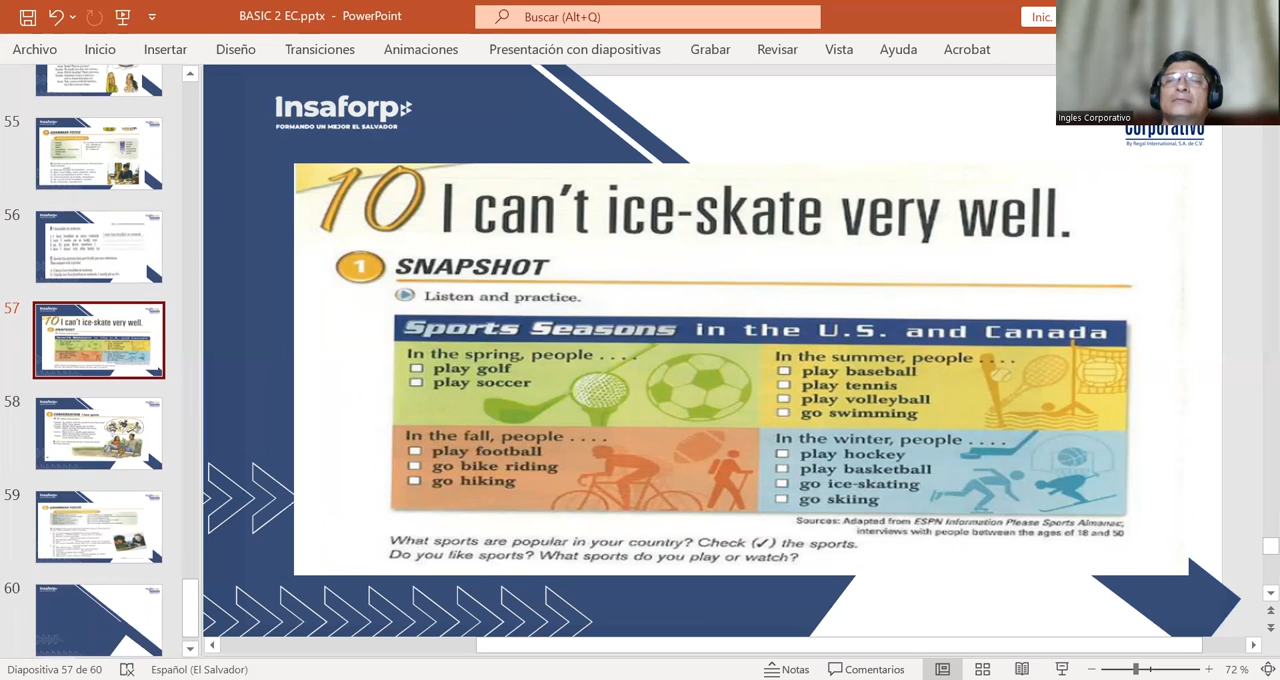 BASIC 2 EC.pptx - PowerPoint
Buscar (Alt+Q)
Inic.
Archivo Inicio Insertar Diseño Transiciones Animaciones Presentación con diapositivas Grabar Revisar Vista Ayuda Acrobat
Ingles Corporativo
55
56
57
58
59
60
Insaforp
FORMANDO UN MEJOR EL SALVADOR
Corporativo
By Regal International, S.A. de C.V.
10 I can't ice-skate very well.
1 SNAPSHOT
Listen and practice.
Sports Seasons in the U.S. and Canada
In the spring, people . . . .
play golf
play soccer
In the summer, people . . . .
play baseball
play tennis
play volleyball
go swimming
In the fall, people . . . .
play football
go bike riding
go hiking
In the winter, people . . . .
play hockey
play basketball
go ice-skating
go skiing
Sources: Adapted from ESPN Information Please Sports Almanac;
interviews with people between the ages of 18 and 50
What sports are popular in your country? Check (✓) the sports.
Do you like sports? What sports do you play or watch?
Diapositiva 57 de 60
Español (El Salvador)
Notas
Comentarios
72 %